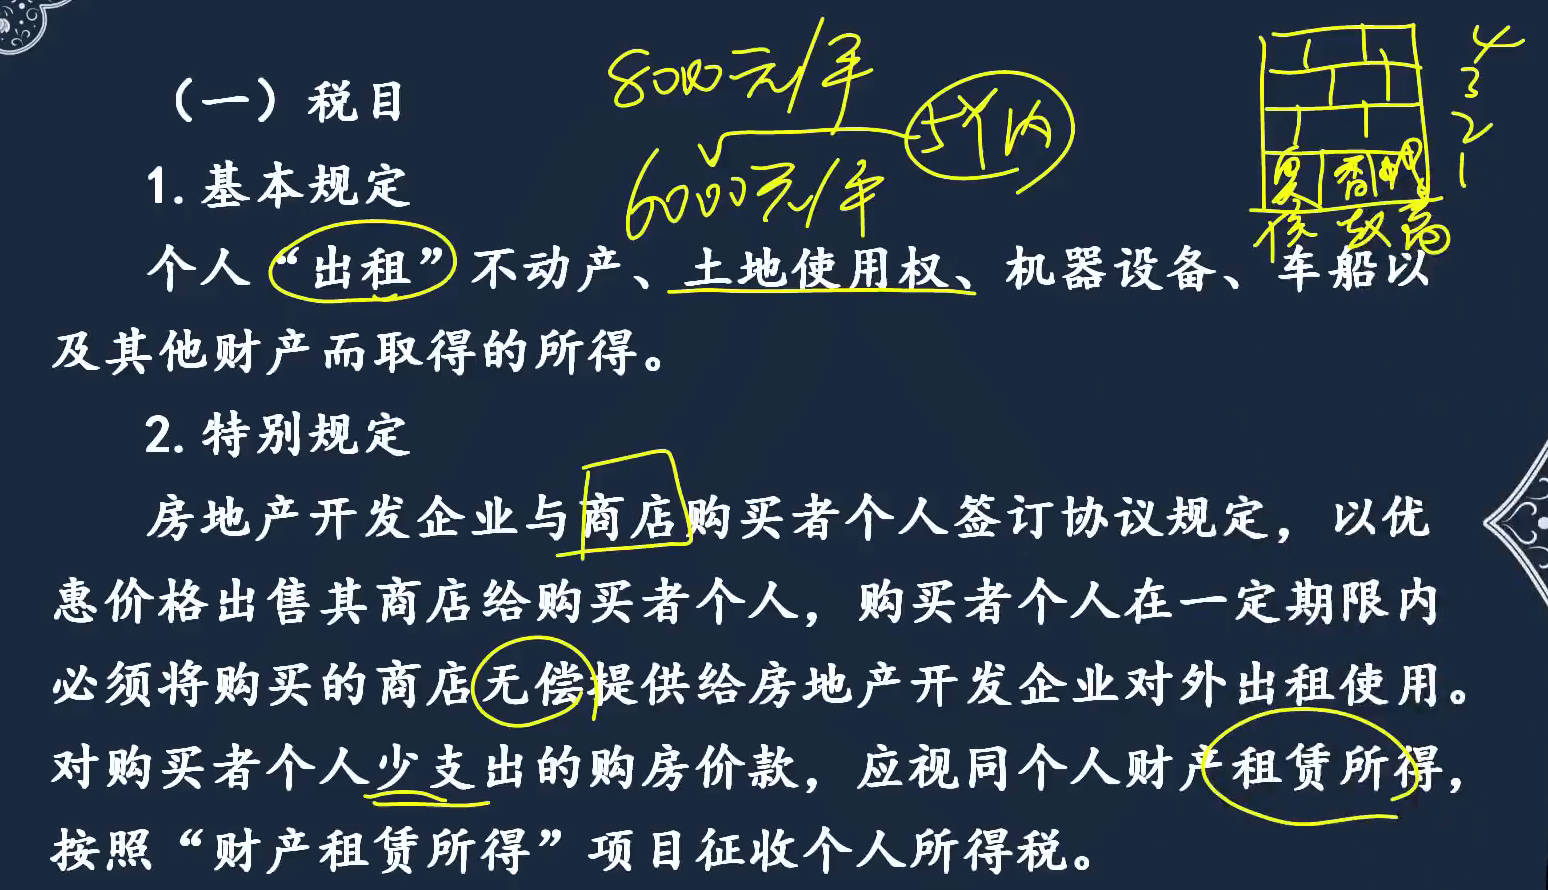 （一）税目
8000元/平
4
3
2
1
5年内
6000元/平
1.基本规定
个人“出租”不动产、土地使用权、机器设备、车船以
及其他财产而取得的所得。
2.特别规定
房地产开发企业与商店购买者个人签订协议规定，以优
惠价格出售其商店给购买者个人，购买者个人在一定期限内
必须将购买的商店无偿提供给房地产开发企业对外出租使用。
对购买者个人少支出的购房价款，应视同个人财产租赁所得，
按照“财产租赁所得”项目征收个人所得税。